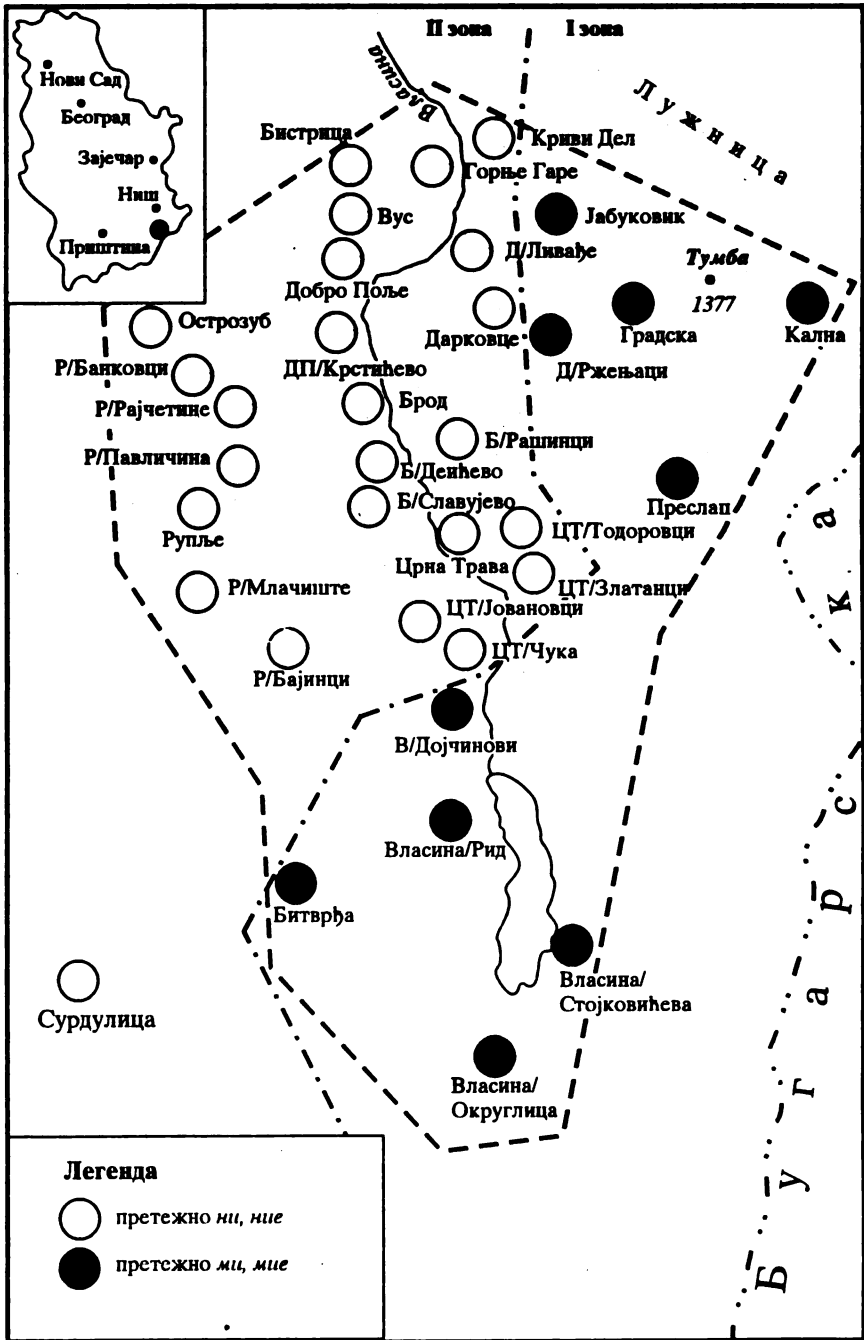 II зона
I зона
Власина
Лужница
Нови Сад
Београд
Зајечар
Ниш
Приштина
Бистрица
Криви Дел
Горње Гаре
Вус
Јабуковик
Д/Ливађе
Тумба
1377
Добро Поље
Острозуб
Дарковце
Градска
Кална
Р/Банковци
ДП/Крстићево
Д/Ржењаци
Р/Рајчетине
Брод
Б/Рашинци
Р/Павличина
Б/Деићево
Преслап
Б/Славујево
Рупље
ЦТ/Тодоровци
Црна Трава
Р/Млачиште
ЦТ/Златанци
ЦТ/Јовановци
ЦТ/Чука
Р/Бајинци
В/Дојчинови
Власина/Рид
Битврђа
Власина/
Стојковићева
Сурдулица
Власина/
Округлица
Бугарска
Легенда
претежно ни, ние
претежно ми, мие